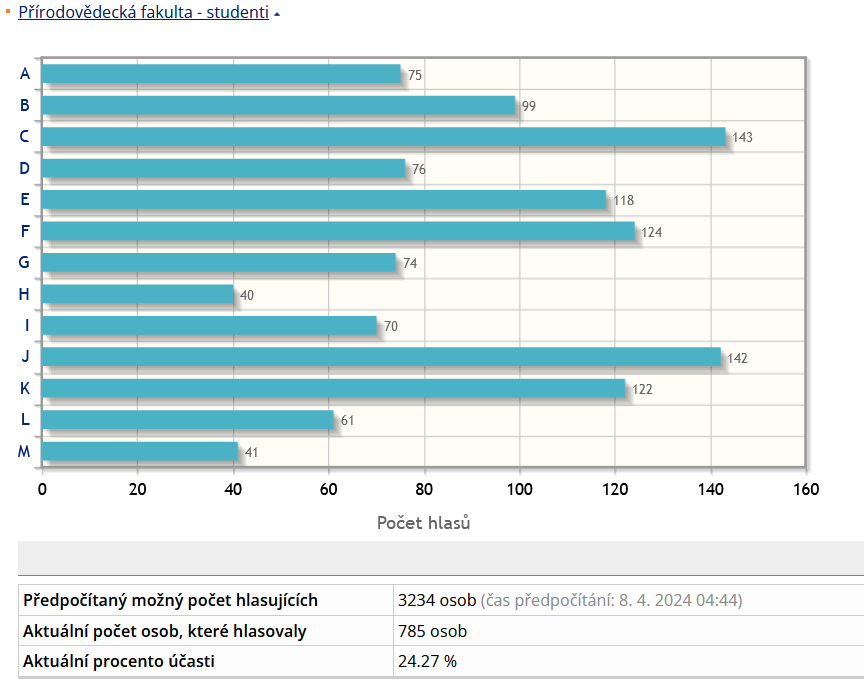 Přírodovědecká fakulta - studenti
A 75
B 99
C 143
D 76
E 118
F 124
G 74
H 40
I 70
J 142
K 122
L 61
M 41
0 20 40 60 80 100 120 140 160
Počet hlasů
Předpočítaný možný počet hlasujících 3234 osob (čas předpočítání: 8. 4. 2024 04:44)
Aktuální počet osob, které hlasovaly 785 osob
Aktuální procento účasti 24.27 %